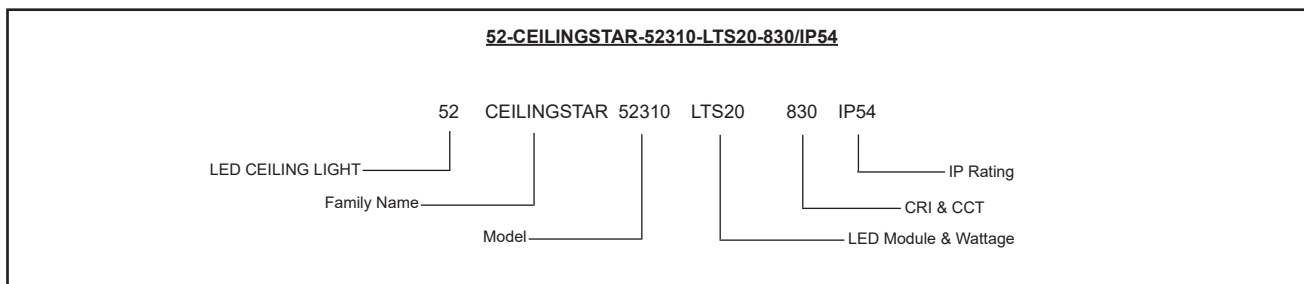 52-CEILINGSTAR-52310-LTS20-830/IP54
52 CEILINGSTAR 52310 LTS20 830 IP54
LED CEILING LIGHT
IP Rating
Family Name
CRI & CCT
Model
LED Module & Wattage